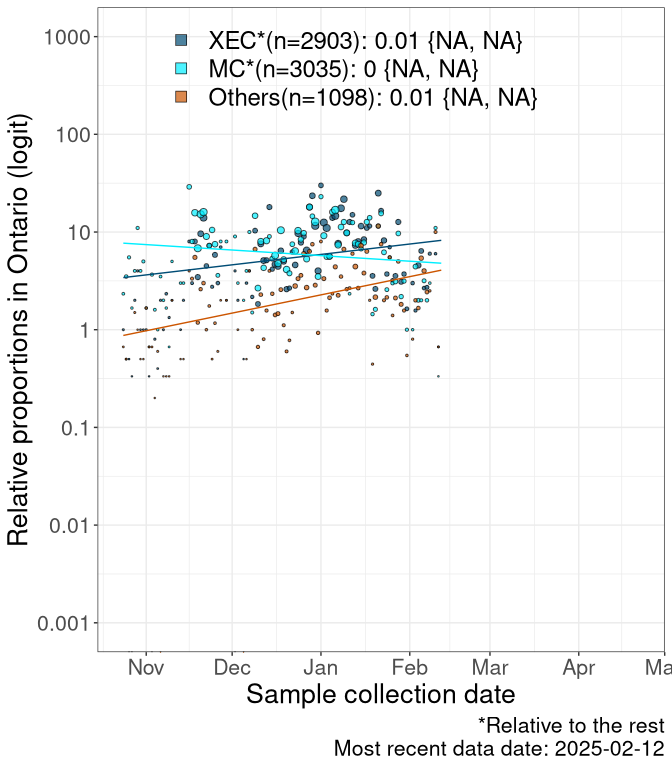 XEC*(n=2903): 0.01 {NA, NA}
MC*(n=3035): 0 {NA, NA}
Others(n=1098): 0.01 {NA, NA}
Relative proportions in Ontario (logit)
1000
100
10
1
0.1
0.01
0.001
Nov Dec Jan Feb Mar Apr Ma
Sample collection date
*Relative to the rest
Most recent data date: 2025-02-12